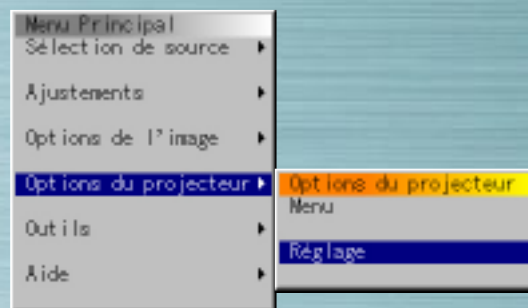 Menu Principal
Sélection de source
Ajustements
Options de l'image
Options du projecteur
Outils
Aide
Options du projecteur
Menu
Réglage